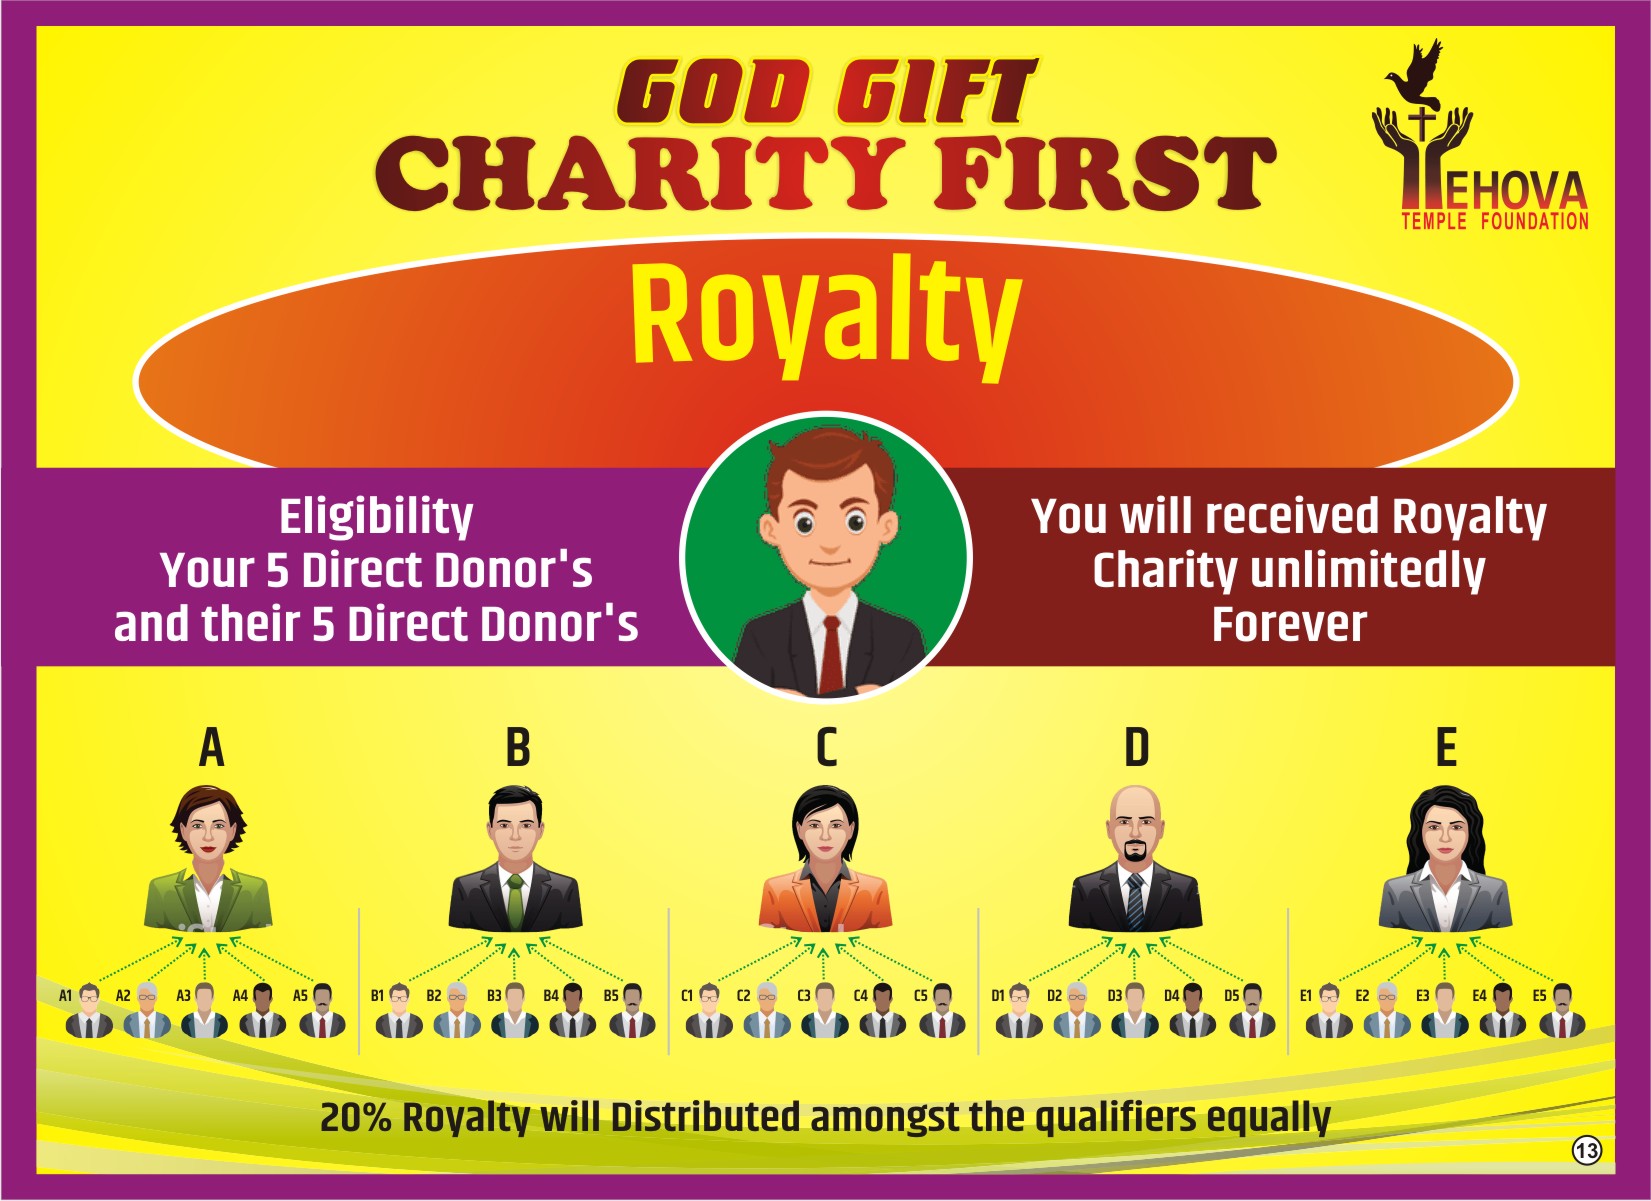 GOD GIFT
CHARITY FIRST
YEHOVA
TEMPLE FOUNDATION
Royalty
Eligibility
Your 5 Direct Donor's
and their 5 Direct Donor's
You will received Royalty
Charity unlimitedly
Forever
A B C D E
A1 A2 A3 A4 A5 B1 B2 B3 B4 B5 C1 C2 C3 C4 C5 D1 D2 D3 D4 D5 E1 E2 E3 E4 E5
20% Royalty will Distributed amongst the qualifiers equally
13